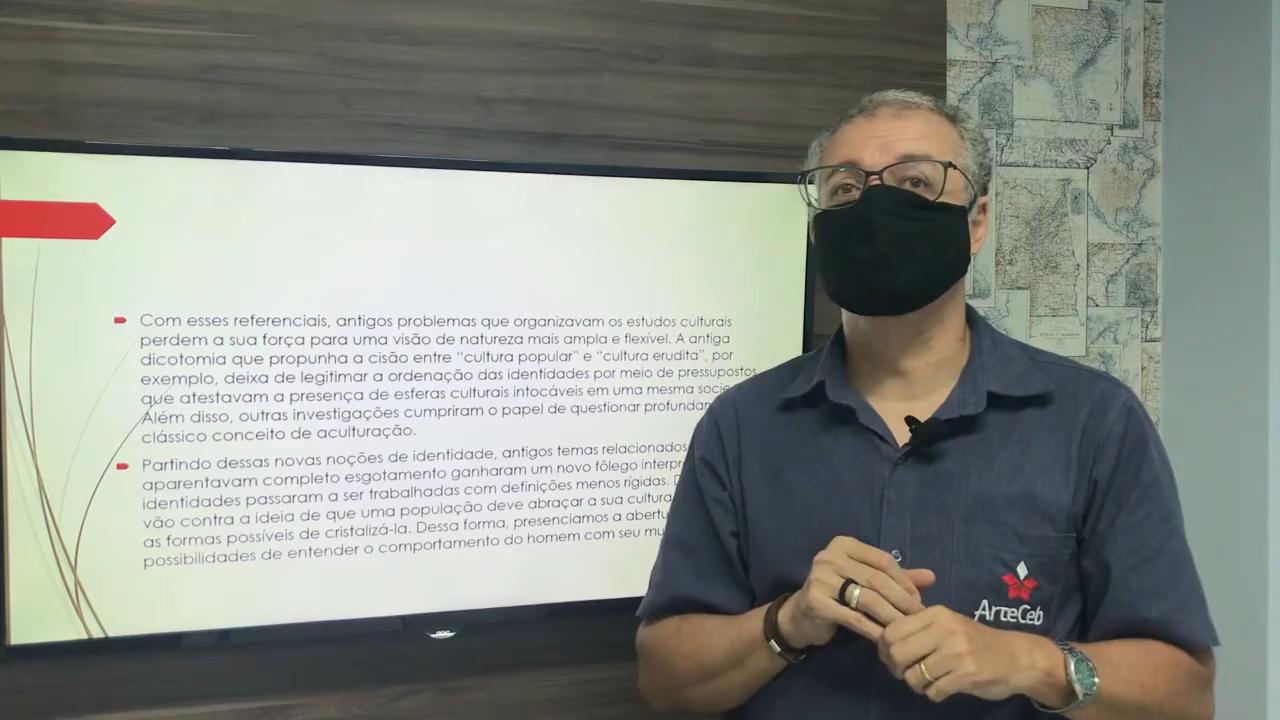 Com esses referenciais, antigos problemas que organizavam os estudos culturais
perdem a sua força para uma visão de natureza mais ampla e flexível. A antiga
dicotomia que propunha a cisão entre “cultura popular” e “cultura erudita”, por
exemplo, deixa de legitimar a ordenação das identidades por meio de pressupostos
que atestavam a presença de esferas culturais intocáveis em uma mesma socie
Além disso, outras investigações cumpriram o papel de questionar profundam
clássico conceito de aculturação.
Partindo dessas novas noções de identidade, antigos temas relacionados
aparentavam completo esgotamento ganharam um novo fôlego interpr
identidades passaram a ser trabalhadas com definições menos rígidas.
vão contra a ideia de que uma população deve abraçar a sua cultura
as formas possíveis de cristalizá-la. Dessa forma, presenciamos a abertu
possibilidades de entender o comportamento do homem com seu mu
AOC
ArteCeb